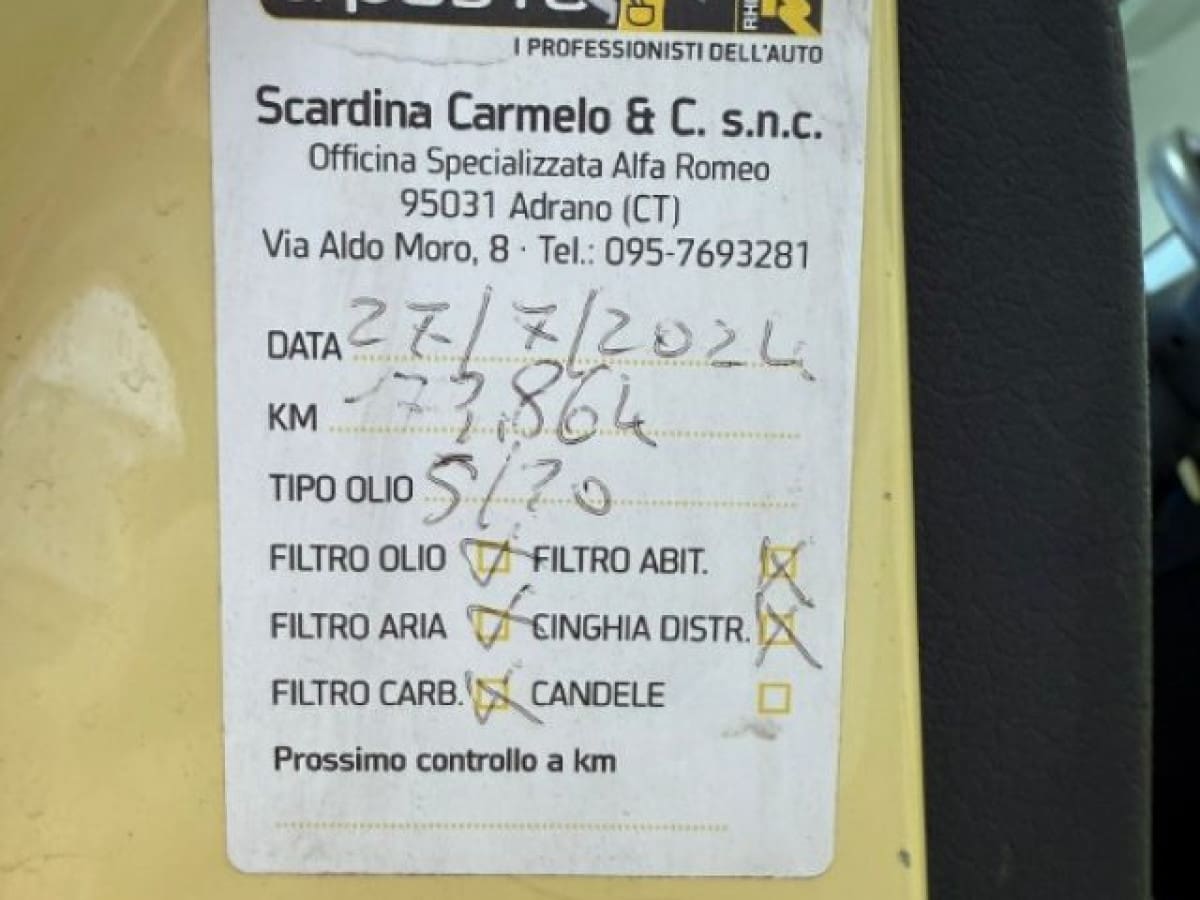 I PROFESSIONISTI DELL'AUTO
Scardina Carmelo & C. s.n.c.
Officina Specializzata Alfa Romeo
95031 Adrano (CT)
Via Aldo Moro, 8 · Tel.: 095-7693281
DATA 27/7/2024
KM
TIPO OLIO
FILTRO OLIO FILTRO ABIT.
FILTRO ARIA CINGHIA DISTR.
FILTRO CARB. CANDELE
Prossimo controllo a km